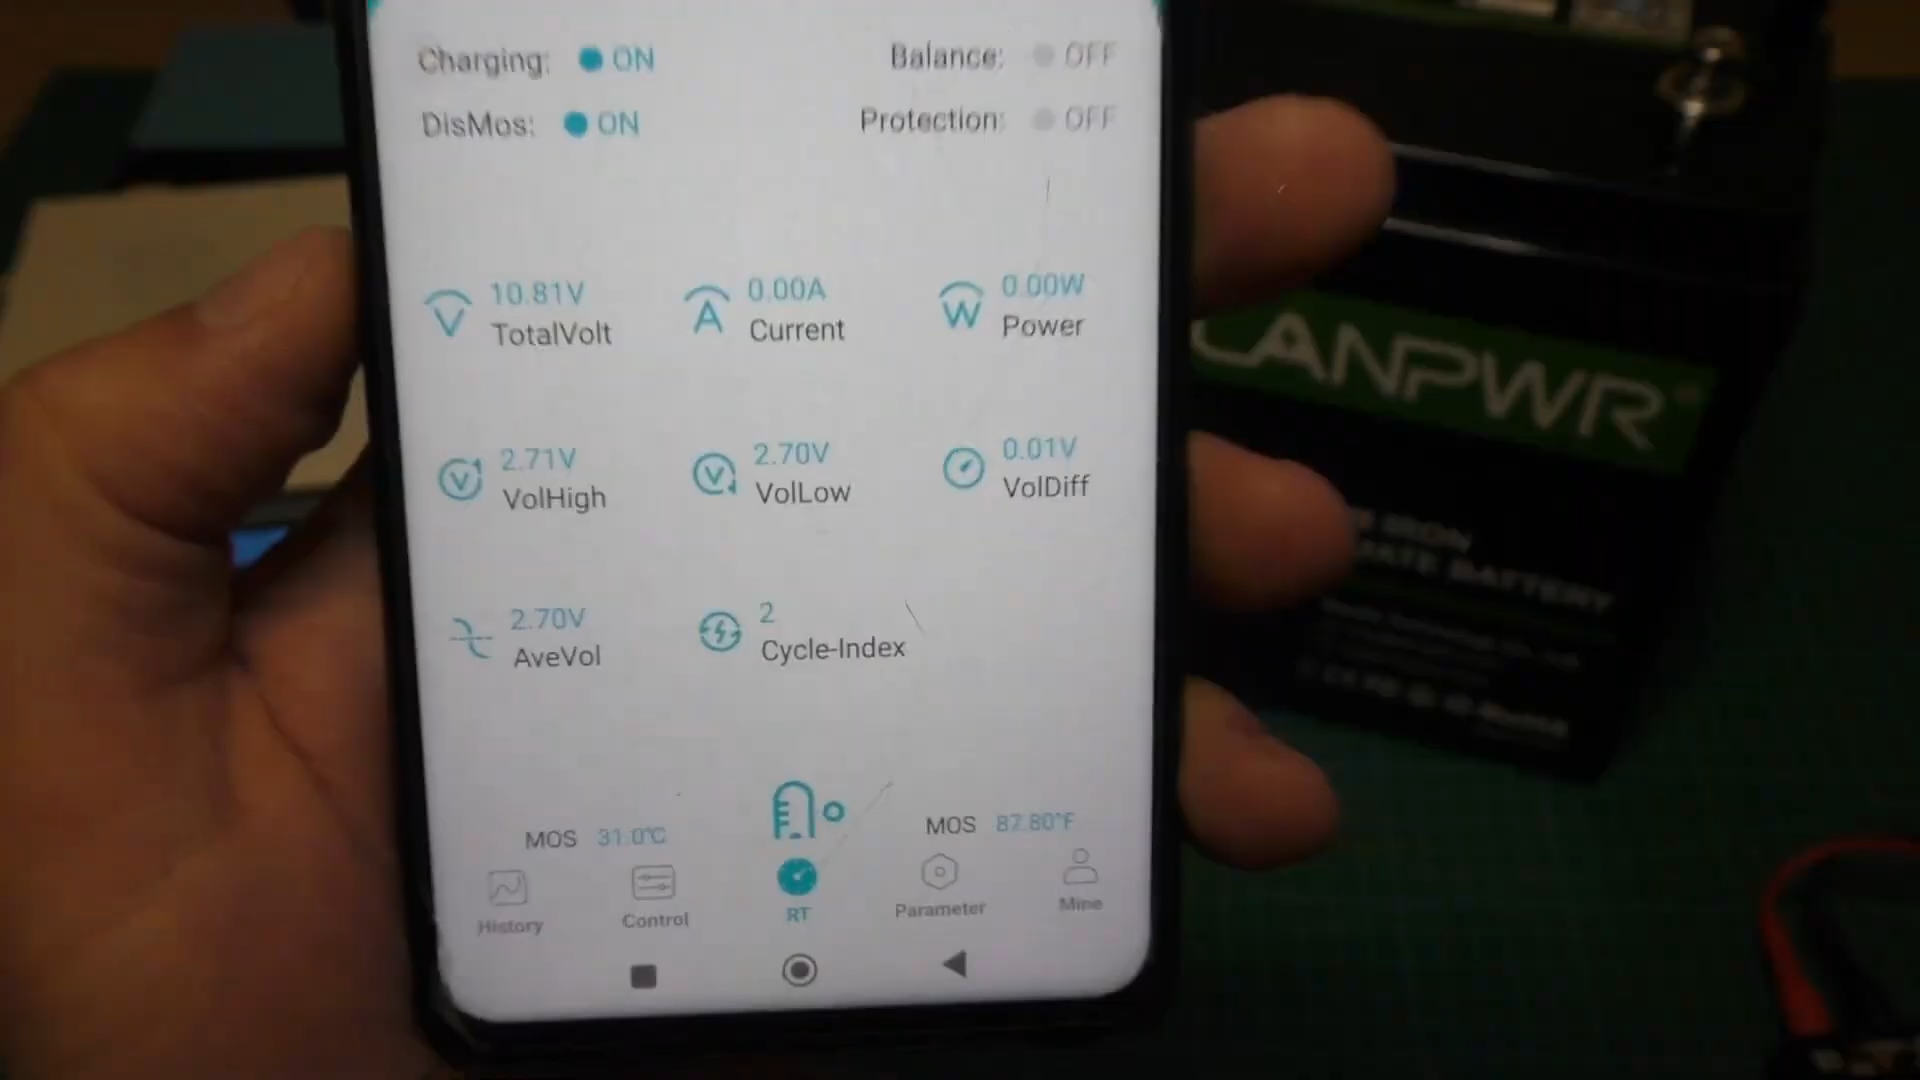 Charging: ON
Balance: OFF
DisMos: ON
Protection: OFF
10.81V
TotalVolt
0.00A
Current
0.00W
Power
2.71V
VolHigh
2.70V
VolLow
0.01V
VolDiff
2.70V
AveVol
2
Cycle-Index
MOS 31.0℃
MOS 87.80°F
History
Control
RT
Parameter
Mine
LANPWR
IRON
BATTERY